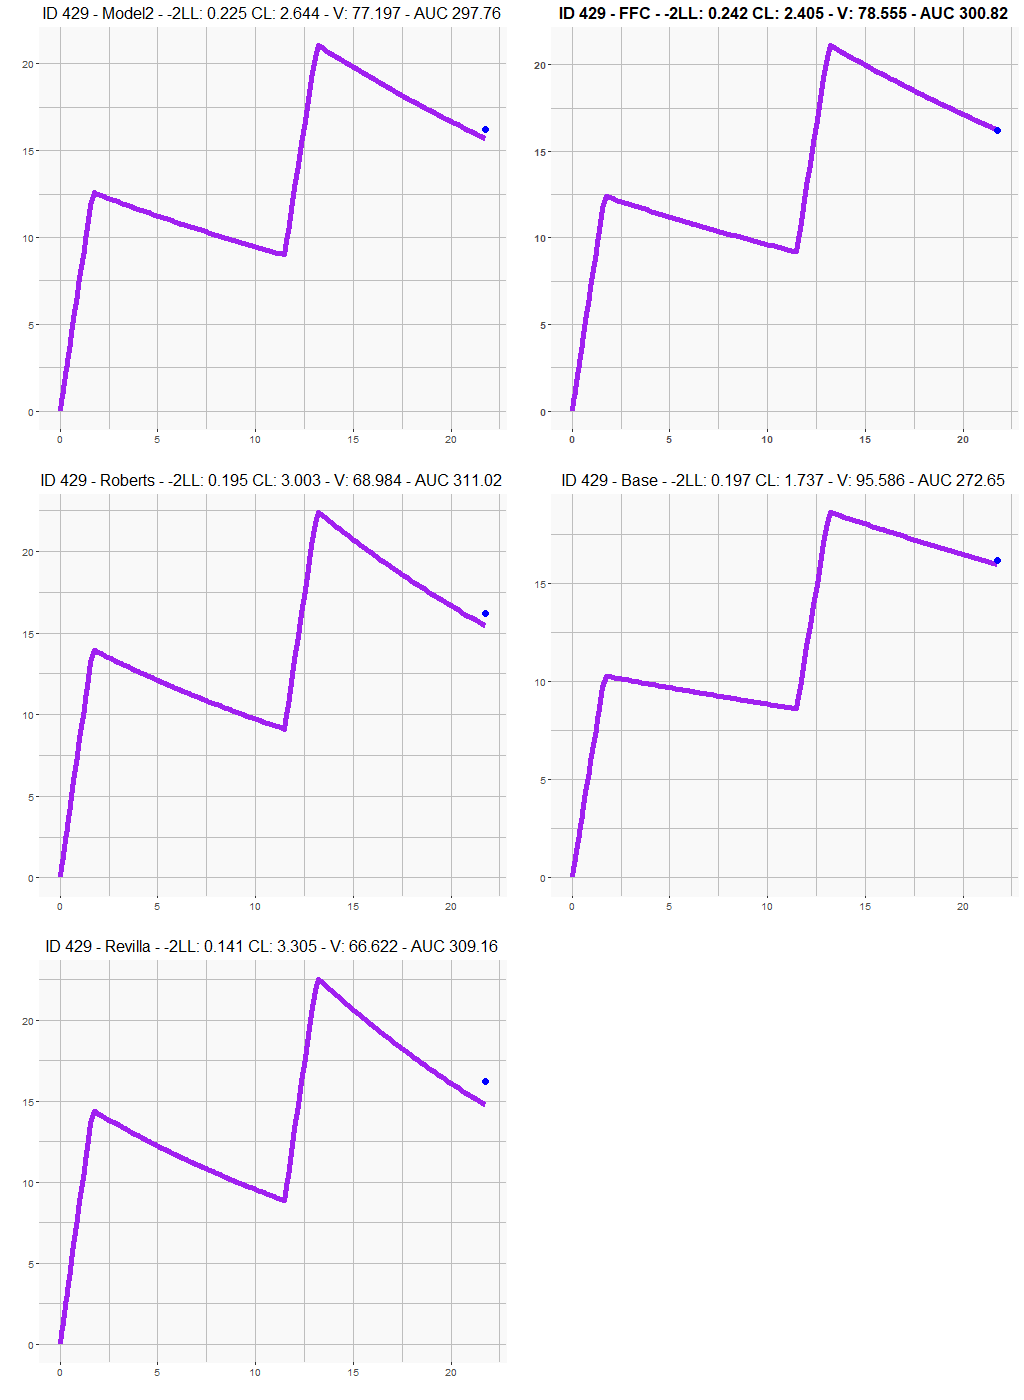 ID 429 - Model2 - -2LL: 0.225 CL: 2.644 - V: 77.197 - AUC 297.76
20
15
10
5
0
0 5 10 15 20
ID 429 - FFC - -2LL: 0.242 CL: 2.405 - V: 78.555 - AUC 300.82
20
15
10
5
0
0 5 10 15 20
ID 429 - Roberts - -2LL: 0.195 CL: 3.003 - V: 68.984 - AUC 311.02
20
15
10
5
0
0 5 10 15 20
ID 429 - Base - -2LL: 0.197 CL: 1.737 - V: 95.586 - AUC 272.65
15
10
5
0
0 5 10 15 20
ID 429 - Revilla - -2LL: 0.141 CL: 3.305 - V: 66.622 - AUC 309.16
20
15
10
5
0
0 5 10 15 20